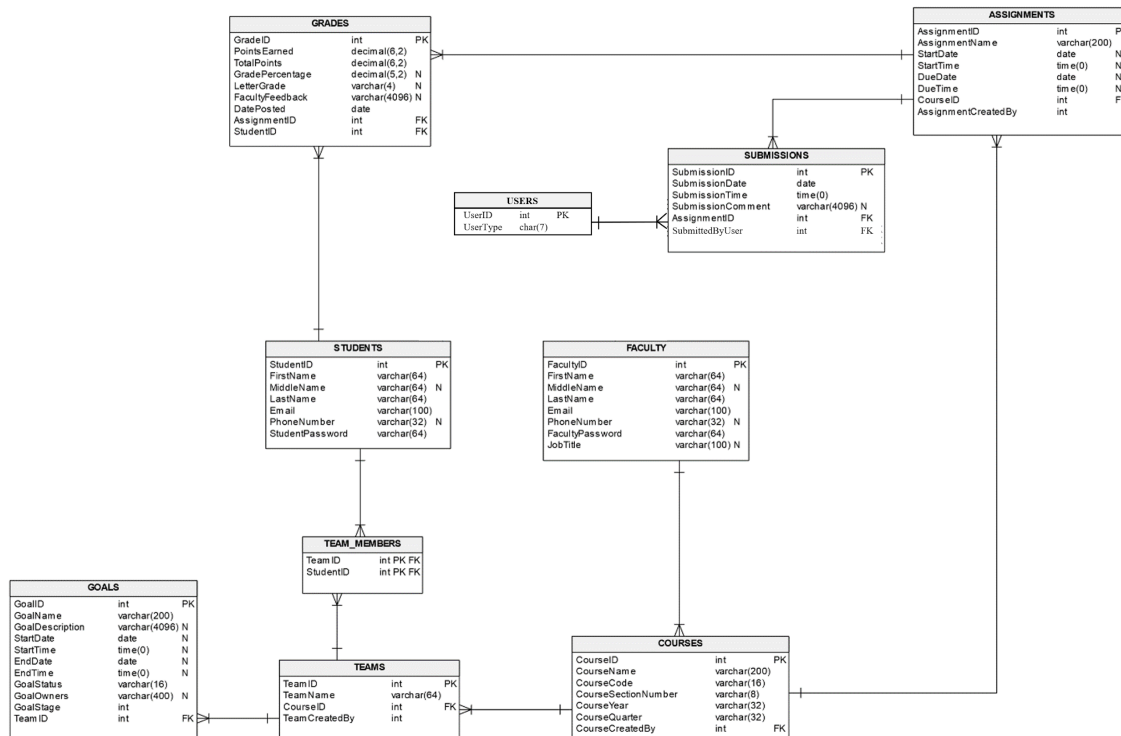 GRADES
GradeID int PK
PointsEarned decimal(6,2)
TotalPoints decimal(6,2)
GradePercentage decimal(5,2) N
LetterGrade varchar(4) N
FacultyFeedback varchar(4096) N
DatePosted date
AssignmentID int FK
StudentID int FK
ASSIGNMENTS
AssignmentID int P
AssignmentName varchar(200)
StartDate date N
StartTime time(0) N
DueDate date N
DueTime time(0) N
CourseID int F
AssignmentCreatedBy int
SUBMISSIONS
SubmissionID int PK
SubmissionDate date
SubmissionTime time(0)
SubmissionComment varchar(4096) N
AssignmentID int FK
SubmittedByUser int FK
USERS
UserID int PK
UserType char(7)
STUDENTS
StudentID int PK
FirstName varchar(64)
MiddleName varchar(64) N
LastName varchar(64)
Email varchar(100)
PhoneNumber varchar(32) N
StudentPassword varchar(64)
FACULTY
FacultyID int PK
FirstName varchar(64)
MiddleName varchar(64) N
LastName varchar(64)
Email varchar(100)
PhoneNumber varchar(32) N
FacultyPassword varchar(64)
JobTitle varchar(100) N
TEAM_MEMBERS
TeamID int PK FK
StudentID int PK FK
GOALS
GoalID int PK
GoalName varchar(200)
GoalDescription varchar(4096) N
StartDate date N
StartTime time(0) N
EndDate date N
EndTime time(0) N
GoalStatus varchar(16)
GoalOwners varchar(400) N
GoalStage int
TeamID int FK
TEAMS
TeamID int PK
TeamName varchar(64)
CourseID int FK
TeamCreatedBy int
COURSES
CourseID int PK
CourseName varchar(200)
CourseCode varchar(16)
CourseSectionNumber varchar(8)
CourseYear varchar(32)
CourseQuarter varchar(32)
CourseCreatedBy int FK